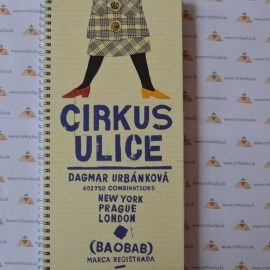 CIRKUS
ULICE
DAGMAR URBÁNKOVÁ
402750 COMBINATIONS
NEW YORK
PRAGUE
LONDON
(BAOBAB)
MARCA REGISTRADA